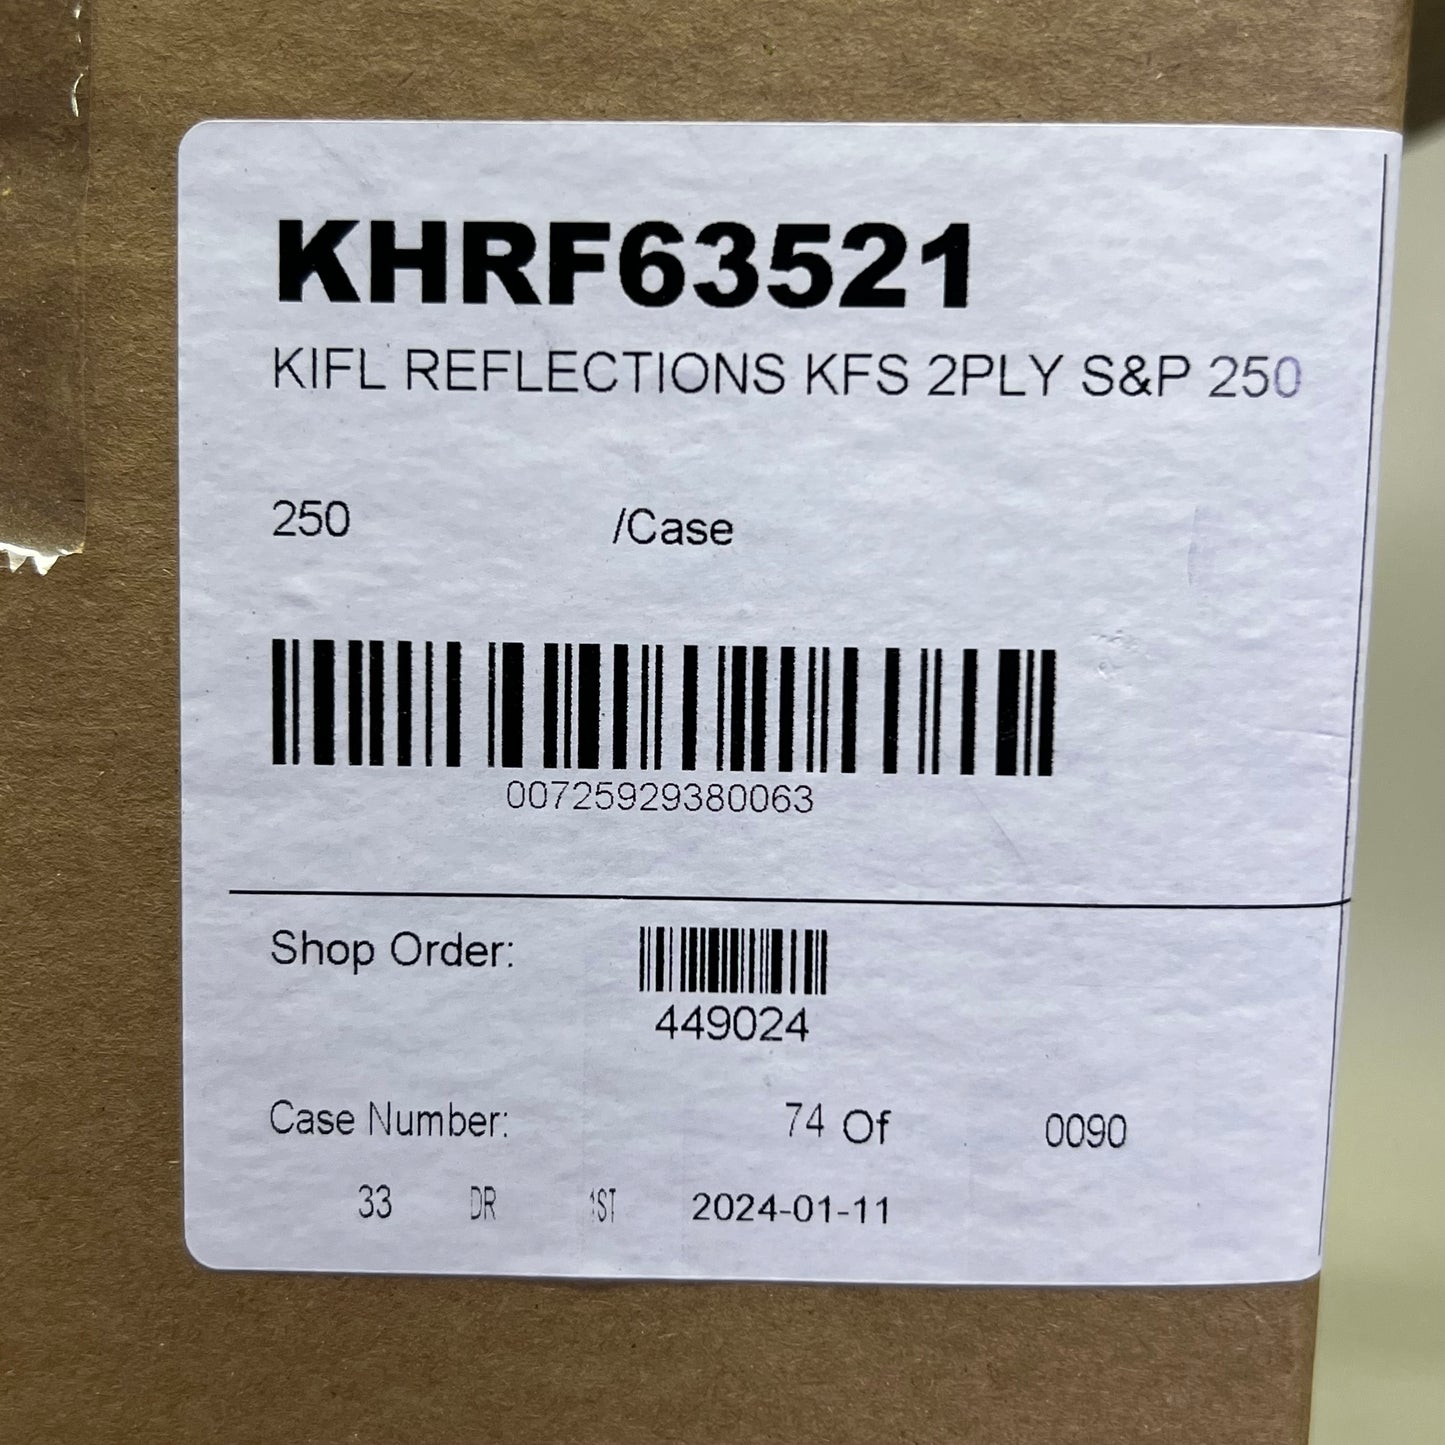 KHRF63521
KIFL REFLECTIONS KFS 2PLY S&P 250
250 /Case
00725929380063
Shop Order:
449024
Case Number: 74 Of 0090
33 DR 1ST 2024-01-11